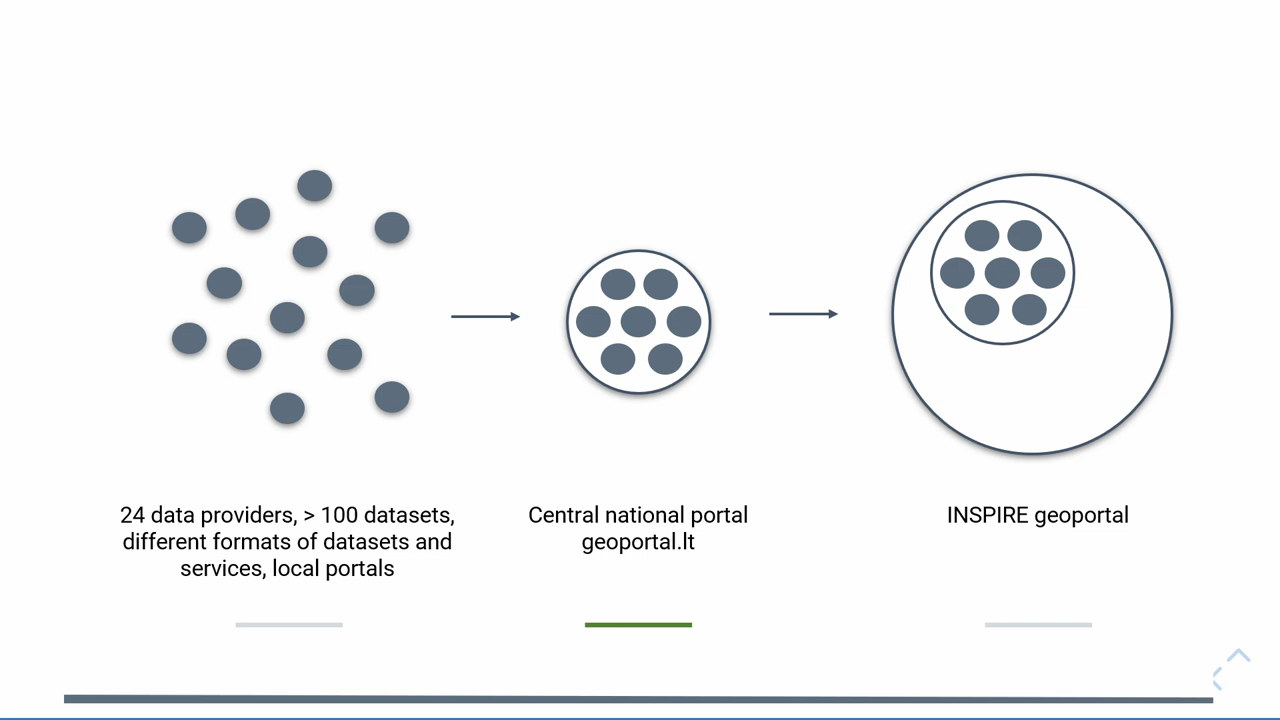 24 data providers, > 100 datasets,
different formats of datasets and
services, local portals
Central national portal
geoportal.lt
INSPIRE geoportal